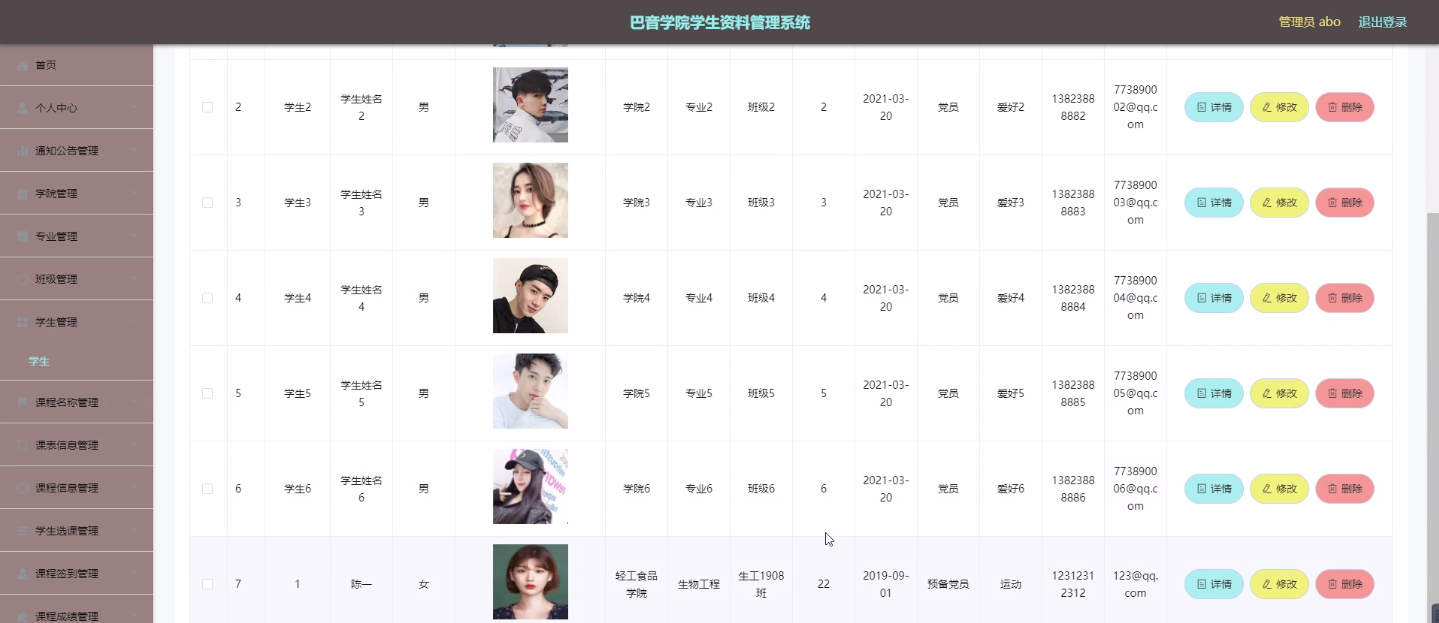 巴音学院学生资料管理系统
管理员 abo 退出登录
首页
个人中心
通知公告管理
学院管理
专业管理
班级管理
学生管理
学生
课程名称管理
课表信息管理
课程信息管理
学生选课管理
课程签到管理
课程成绩管理
2 学生2 学生姓名2 男 学院2 专业2 班级2 2 2021-03-20 党员 爱好2 13823888882 773890002@qq.com 详情 修改 删除
3 学生3 学生姓名3 男 学院3 专业3 班级3 3 2021-03-20 党员 爱好3 13823888883 773890003@qq.com 详情 修改 删除
4 学生4 学生姓名4 男 学院4 专业4 班级4 4 2021-03-20 党员 爱好4 13823888884 773890004@qq.com 详情 修改 删除
5 学生5 学生姓名5 男 学院5 专业5 班级5 5 2021-03-20 党员 爱好5 13823888885 773890005@qq.com 详情 修改 删除
6 学生6 学生姓名6 男 学院6 专业6 班级6 6 2021-03-20 党员 爱好6 13823888886 773890006@qq.com 详情 修改 删除
7 1 陈一 女 轻工食品学院 生物工程 生工1908班 22 2019-09-01 预备党员 运动 12312312312 123@qq.com 详情 修改 删除